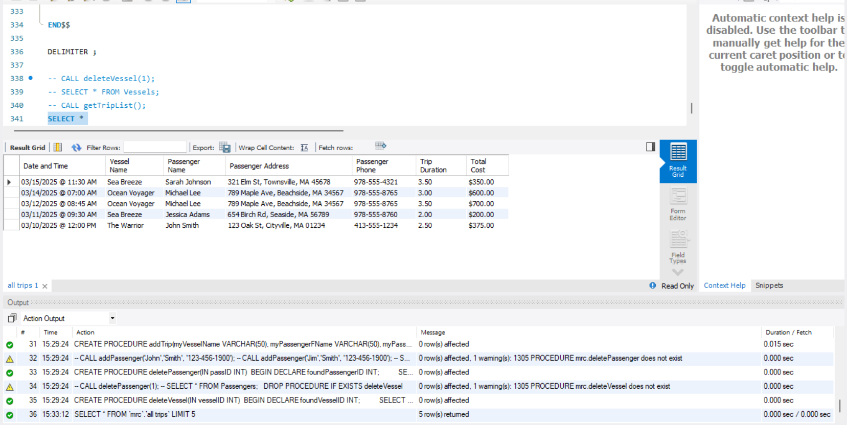 333
334 END$$
335
336 DELIMITER ;
337
338 -- CALL deleteVessel(1);
339 -- SELECT * FROM Vessels;
340 -- CALL getTripList();
341 SELECT *
Automatic context help is
disabled. Use the toolbar t
manually get help for the
current caret position or to
toggle automatic help.
Result Grid Filter Rows: Export: Wrap Cell Content: Fetch rows:
Date and Time Vessel Name Passenger Name Passenger Address Passenger Phone Trip Duration Total Cost
03/15/2025 @ 11:30 AM Sea Breeze Sarah Johnson 321 Elm St, Townsville, MA 45678 978-555-4321 3.50 $350.00
03/14/2025 @ 07:00 AM Ocean Voyager Michael Lee 789 Maple Ave, Beachside, MA 34567 978-555-8765 3.00 $600.00
03/12/2025 @ 08:45 AM Ocean Voyager Michael Lee 789 Maple Ave, Beachside, MA 34567 978-555-8765 3.50 $700.00
03/11/2025 @ 09:30 AM Sea Breeze Jessica Adams 654 Birch Rd, Seaside, MA 56789 978-555-8760 2.00 $200.00
03/10/2025 @ 12:00 PM The Warrior John Smith 123 Oak St, Cityville, MA 01234 413-555-1234 2.50 $375.00
Result
Grid
Form
Editor
Field
Types
all trips 1 Read Only Context Help Snippets
Output
Action Output
# Time Action Message Duration / Fetch
31 15:29:24 CREATE PROCEDURE addTrip(myVesselName VARCHAR(50), myPassengerFName VARCHAR(50), myPass... 0 row(s) affected 0.015 sec
32 15:29:24 -- CALL addPassenger('John','Smith', '123-456-1900'); -- CALL addPassenger('Jim','Smith', '123-456-1900'); -- S... 0 row(s) affected, 1 warning(s): 1305 PROCEDURE mrc.deletePassenger does not exist 0.000 sec
33 15:29:24 CREATE PROCEDURE deletePassenger(IN passID INT) BEGIN DECLARE foundPassengerID INT; SE... 0 row(s) affected 0.000 sec
34 15:29:24 -- CALL deletePassenger(1); -- SELECT * FROM Passengers; DROP PROCEDURE IF EXISTS deleteVessel 0 row(s) affected, 1 warning(s): 1305 PROCEDURE mrc.deleteVessel does not exist 0.000 sec
35 15:29:24 CREATE PROCEDURE deleteVessel(IN vesselID INT) BEGIN DECLARE foundVesselID INT; SELECT ... 0 row(s) affected 0.000 sec
36 15:33:12 SELECT * FROM `mrc`.`all trips` LIMIT 5 5 row(s) returned 0.000 sec / 0.000 sec